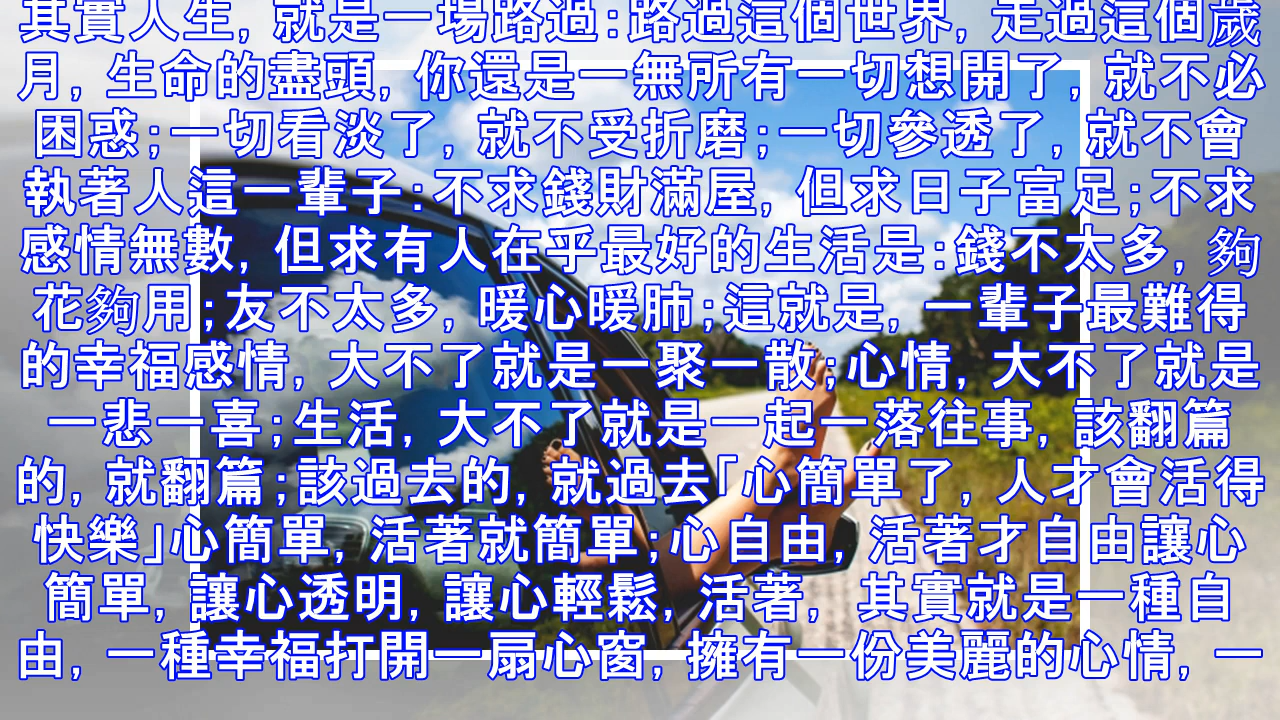 其實人生, 就是一場路過:路過這個世界, 走過這個歲
月, 生命的盡頭, 你還是一無所有一切想開了, 就不必
困惑;一切看淡了, 就不受折磨;一切參透了, 就不會
執著人這一輩子:不求錢財滿屋, 但求日子富足;不求
感情無數, 但求有人在乎最好的生活是:錢不太多, 夠
花夠用;友不太多, 暖心暖肺;這就是, 一輩子最難得
的幸福感情, 大不了就是一聚一散;心情, 大不了就是
一悲一喜;生活, 大不了就是一起一落往事, 該翻篇
的, 就翻篇;該過去的, 就過去「心簡單了, 人才會活得
快樂」心簡單, 活著就簡單;心自由, 活著才自由讓心
簡單, 讓心透明, 讓心輕鬆, 活著, 其實就是一種自
由, 一種幸福打開一扇心窗, 擁有一份美麗的心情, 一